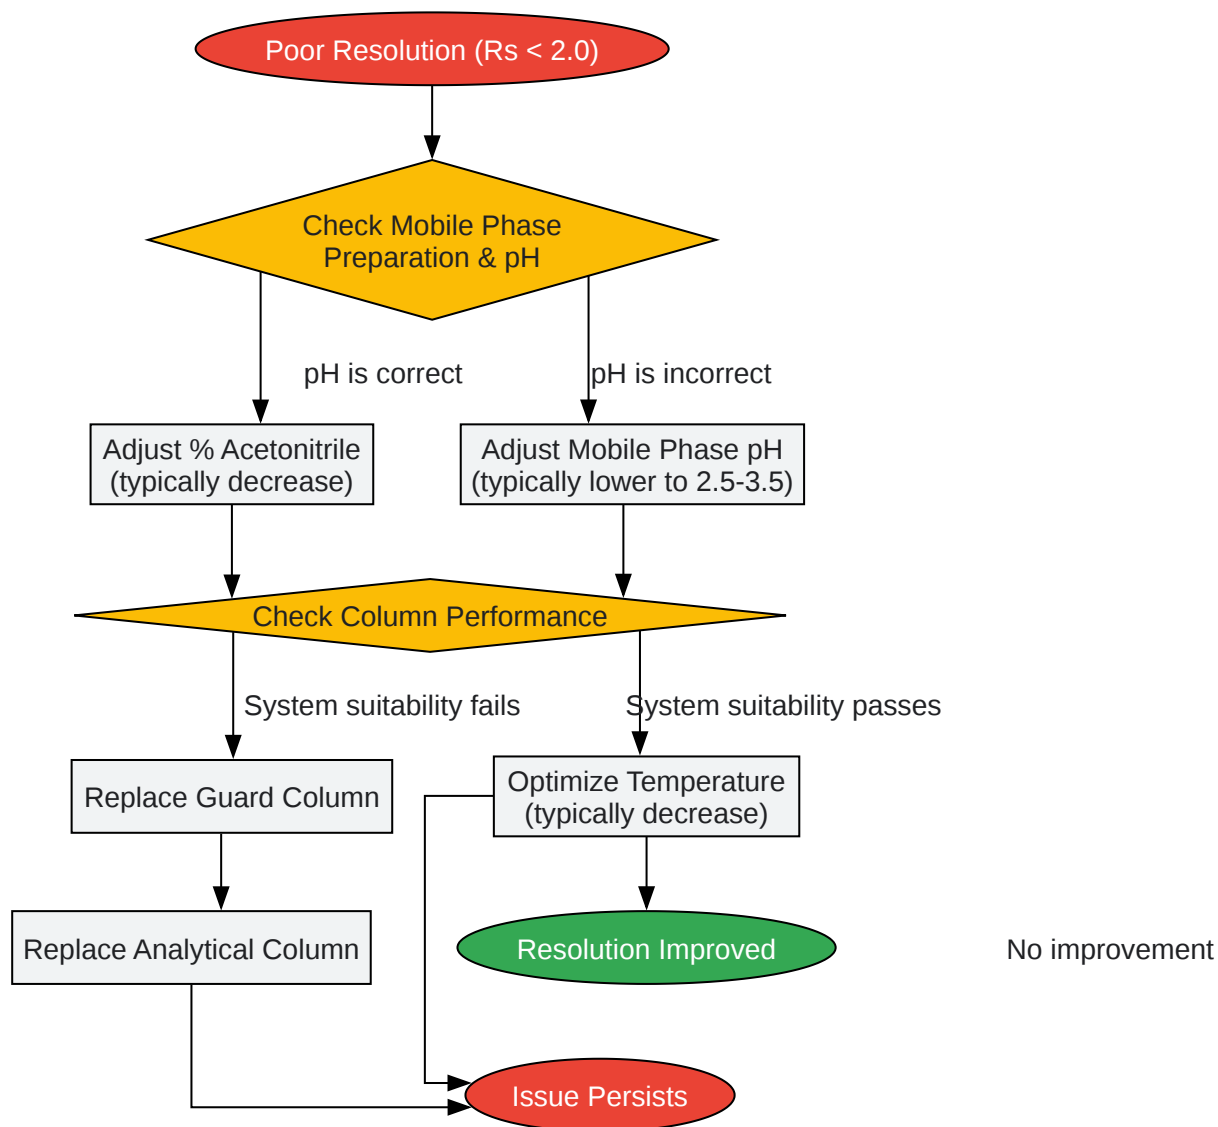 Poor Resolution (Rs < 2.0)
Check Mobile Phase
Preparation & pH
pH is correct
pH is incorrect
Adjust % Acetonitrile
(typically decrease)
Adjust Mobile Phase pH
(typically lower to 2.5-3.5)
Check Column Performance
System suitability fails
System suitability passes
Replace Guard Column
Optimize Temperature
(typically decrease)
Replace Analytical Column
Resolution Improved
No improvement
Issue Persists